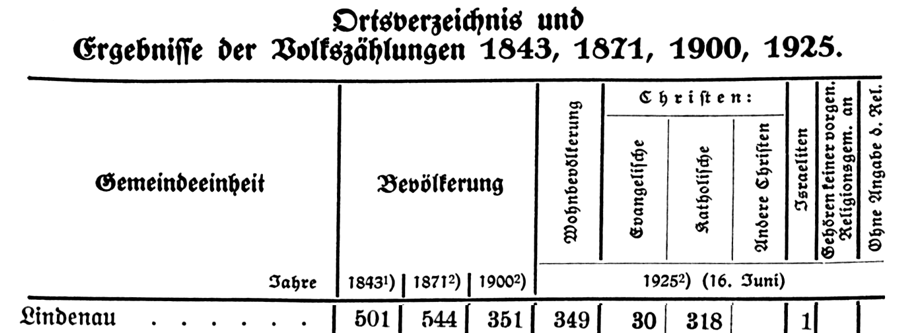 Ortsverzeichnis und
Ergebnisse der Volkszählungen 1843, 1871, 1900, 1925.
Gemeindeeinheit
Bevölkerung
Wohnbevölkerung
Christen:
Evangelische
Katholische
Andere Christen
Israeliten
Gehören keiner vorgen.
Religionsgem. an
Ohne Angabe d. Rel.
Jahre 1843¹) 1871²) 1900²) 1925²) (16. Juni)
Lindenau . . . . . . 501 544 351 349 30 318 1